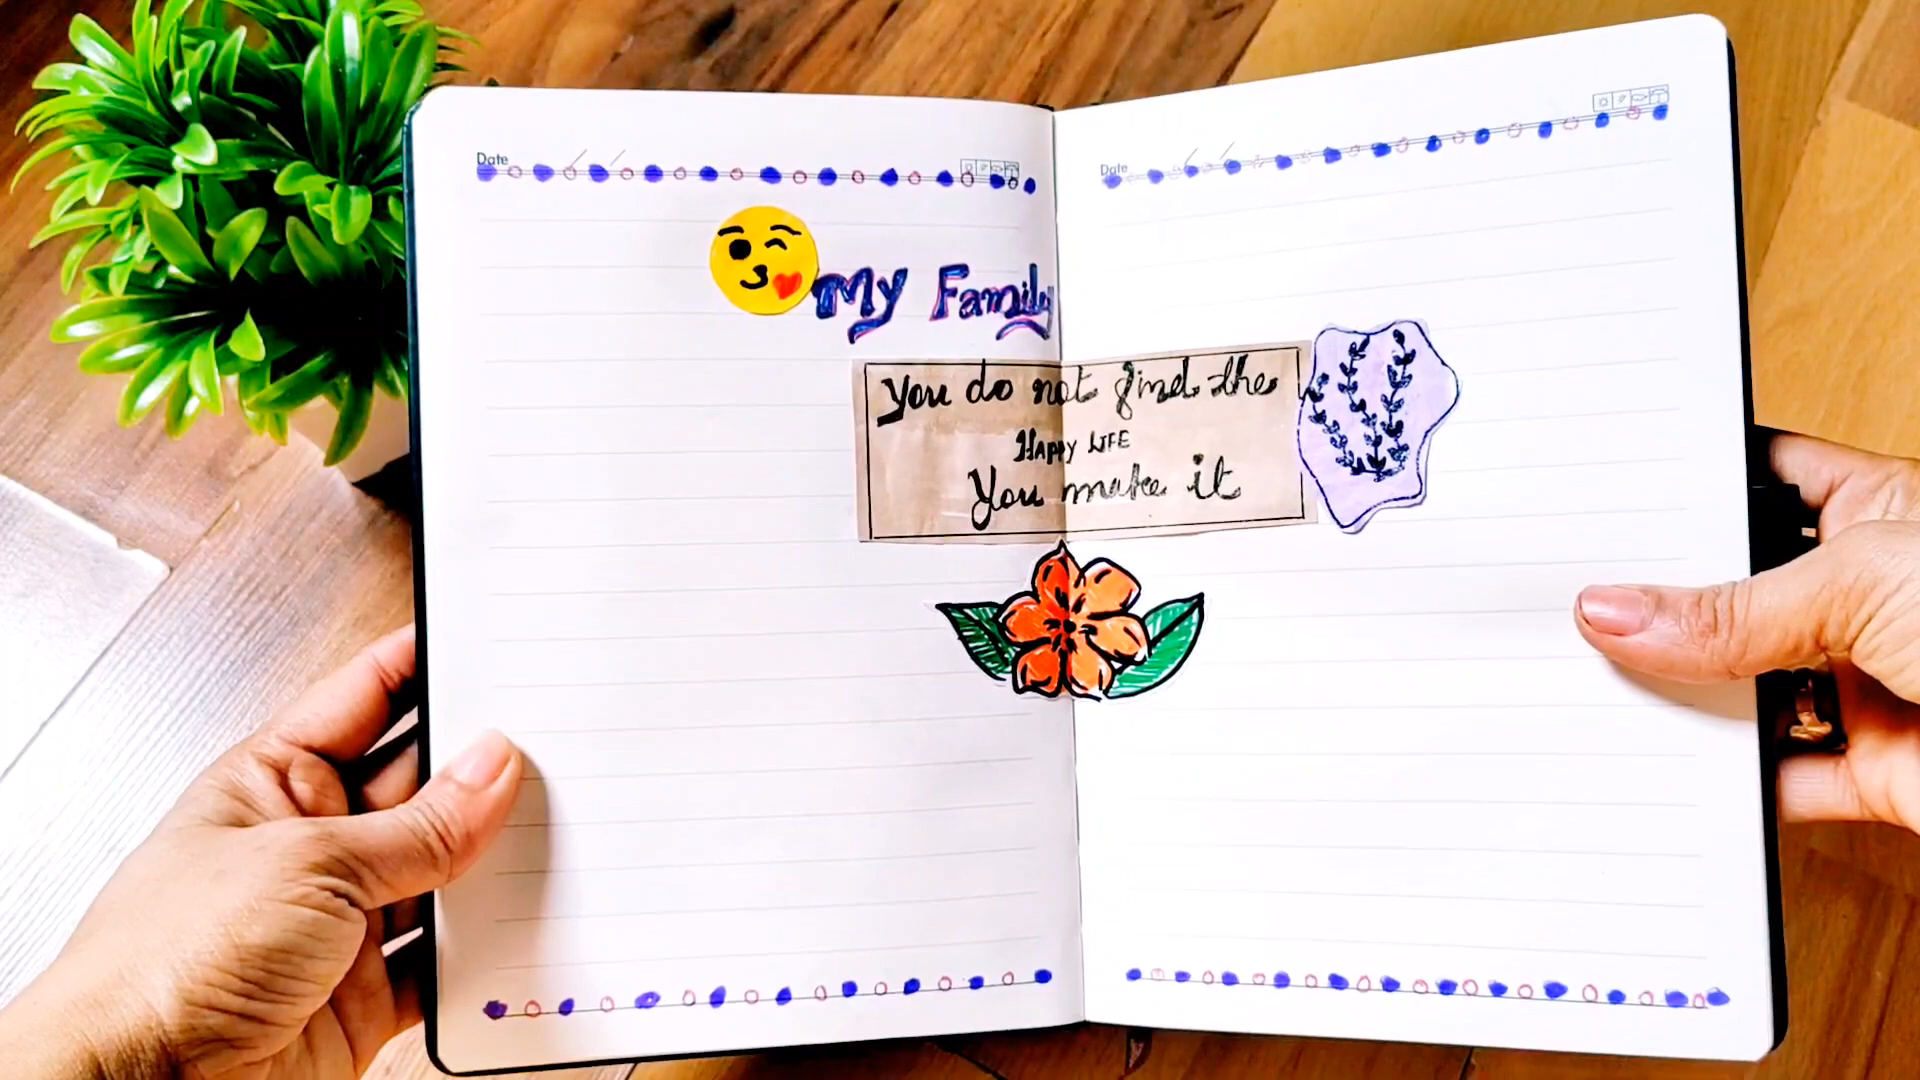 Date
Date
My Family
You do not find the
HAPPY LIFE
You make it